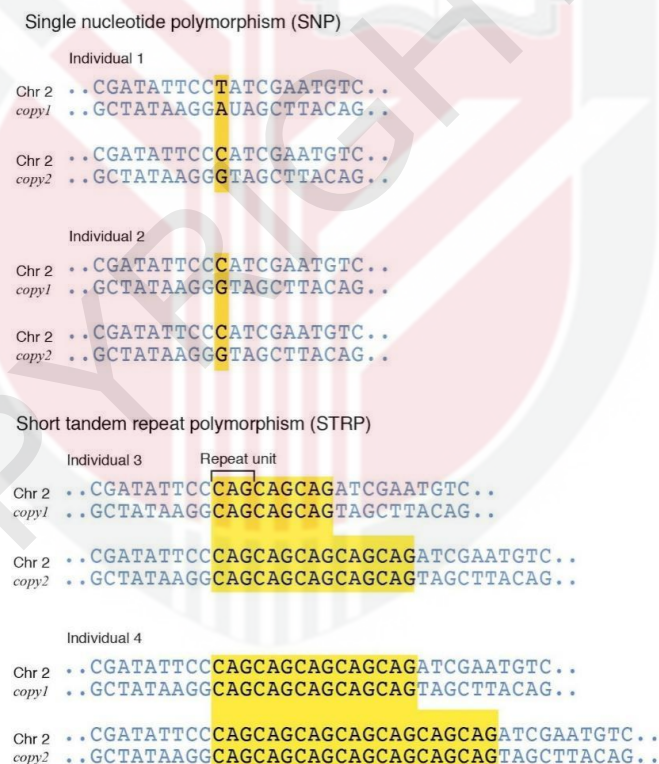 Single nucleotide polymorphism (SNP)
Individual 1
Chr 2 ..CGATATTCCTATCGAATGTC..
copy1 ..GCTATAAGGAUAGCTTACAG..
Chr 2 ..CGATATTCCCATCGAATGTC..
copy2 ..GCTATAAGGGTAGCTTACAG..
Individual 2
Chr 2 ..CGATATTCCCATCGAATGTC..
copy1 ..GCTATAAGGGTAGCTTACAG..
Chr 2 ..CGATATTCCCATCGAATGTC..
copy2 ..GCTATAAGGGTAGCTTACAG..
Short tandem repeat polymorphism (STRP)
Individual 3 Repeat unit
Chr 2 ..CGATATTCCCAGCAGCAGATCGAATGTC..
copy1 ..GCTATAAGGCAGCAGCAGTAGCTTACAG..
Chr 2 ..CGATATTCCCAGCAGCAGCAGCAGATCGAATGTC..
copy2 ..GCTATAAGGCAGCAGCAGCAGCAGTAGCTTACAG..
Individual 4
Chr 2 ..CGATATTCCCAGCAGCAGCAGCAGATCGAATGTC..
copy1 ..GCTATAAGGCAGCAGCAGCAGCAGTAGCTTACAG..
Chr 2 ..CGATATTCCCAGCAGCAGCAGCAGCAGCAGATCGAATGTC..
copy2 ..GCTATAAGGCAGCAGCAGCAGCAGCAGCAGTAGCTTACAG..
PYRIGHT